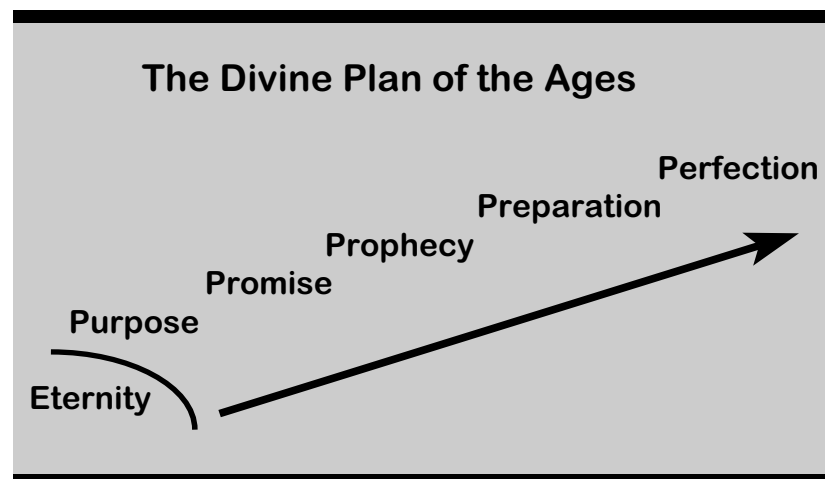 The Divine Plan of the Ages
Perfection
Preparation
Prophecy
Promise
Purpose
Eternity